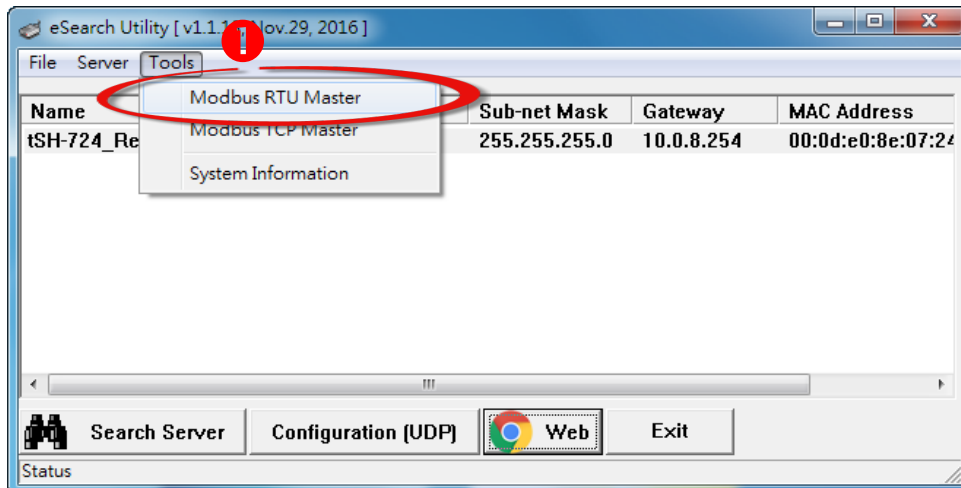 eSearch Utility [ v1.1.1 Nov.29, 2016 ]
File Server Tools
Modbus RTU Master
Modbus TCP Master
System Information
Name Sub-net Mask Gateway MAC Address
tSH-724_Re 255.255.255.0 10.0.8.254 00:0d:e0:8e:07:24
Search Server Configuration (UDP) Web Exit
Status